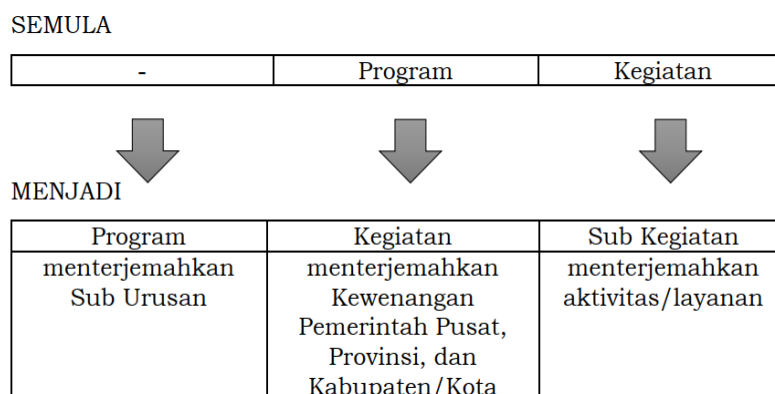 SEMULA
- Program Kegiatan
MENJADI
Program Kegiatan Sub Kegiatan
menterjemahkan menterjemahkan menterjemahkan
Sub Urusan Kewenangan aktivitas/layanan
Pemerintah Pusat,
Provinsi, dan
Kabupaten/Kota